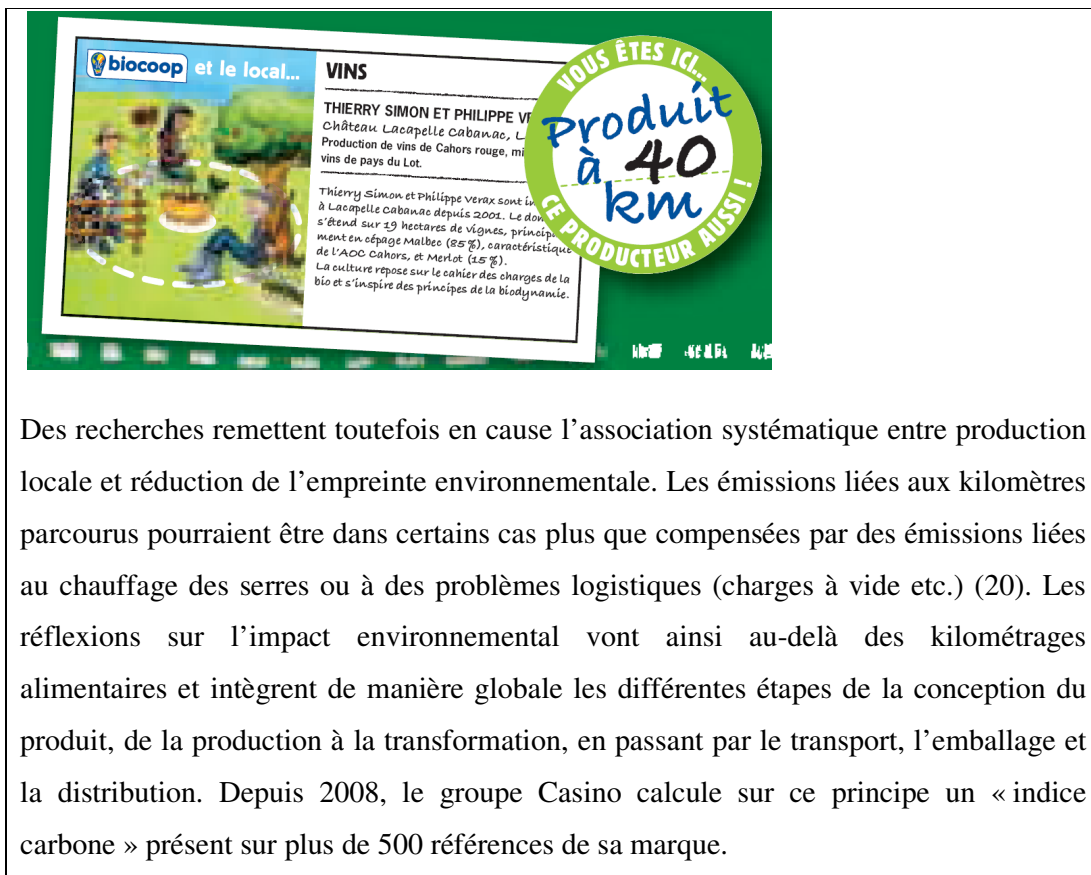 biocoop et le local...
VINS
THIERRY SIMON ET PHILIPPE
Château Lacapelle Cabanac,
Production de vins de Cahors rouge,
vins de pays du Lot.
Thierry Simon et Philippe Verax sont
à Lacapelle Cabanac depuis 2001. Le
s'étend sur 19 hectares de vignes,
ment en cépage Malbec (85 %), caractéristique
de l'AOC Cahors, et Merlot (15 %).
La culture repose sur le cahier des charges de la
bio et s'inspire des principes de la biodynamie.
VOUS ÊTES ICI...
Produit
à 40
km
CE PRODUCTEUR AUSSI !
Des recherches remettent toutefois en cause l'association systématique entre production
locale et réduction de l'empreinte environnementale. Les émissions liées aux kilomètres
parcourus pourraient être dans certains cas plus que compensées par des émissions liées
au chauffage des serres ou à des problèmes logistiques (charges à vide etc.) (20). Les
réflexions sur l'impact environnemental vont ainsi au-delà des kilométrages
alimentaires et intègrent de manière globale les différentes étapes de la conception du
produit, de la production à la transformation, en passant par le transport, l'emballage et
la distribution. Depuis 2008, le groupe Casino calcule sur ce principe un « indice
carbone » présent sur plus de 500 références de sa marque.